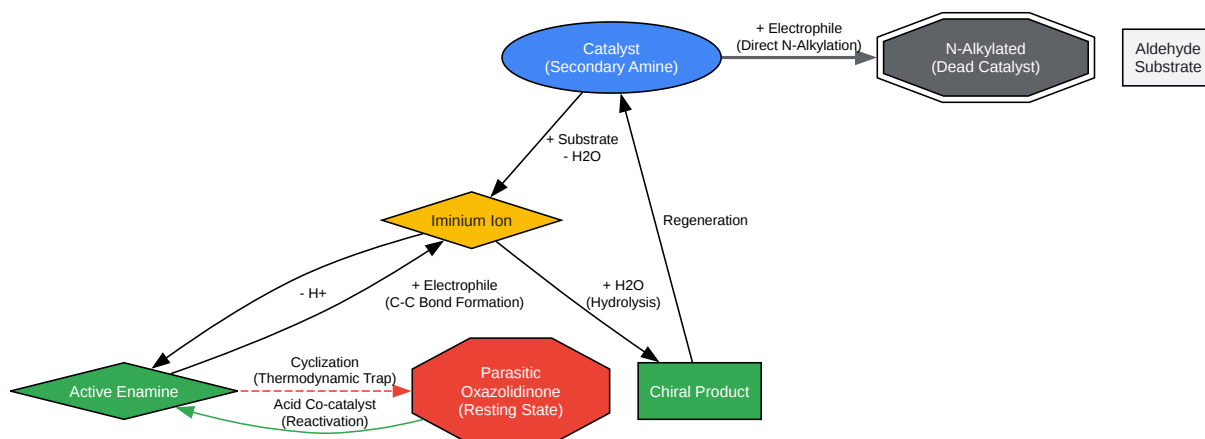 + Electrophile
(Direct N-Alkylation)
Catalyst
(Secondary Amine)
N-Alkylated
(Dead Catalyst)
Aldehyde
Substrate
+ Substrate
- H2O
Iminium Ion
Regeneration
- H+
+ Electrophile
(C-C Bond Formation)
+ H2O
(Hydrolysis)
Cyclization
(Thermodynamic Trap)
Active Enamine
Parasitic
Oxazolidinone
(Resting State)
Chiral Product
Acid Co-catalyst
(Reactivation)